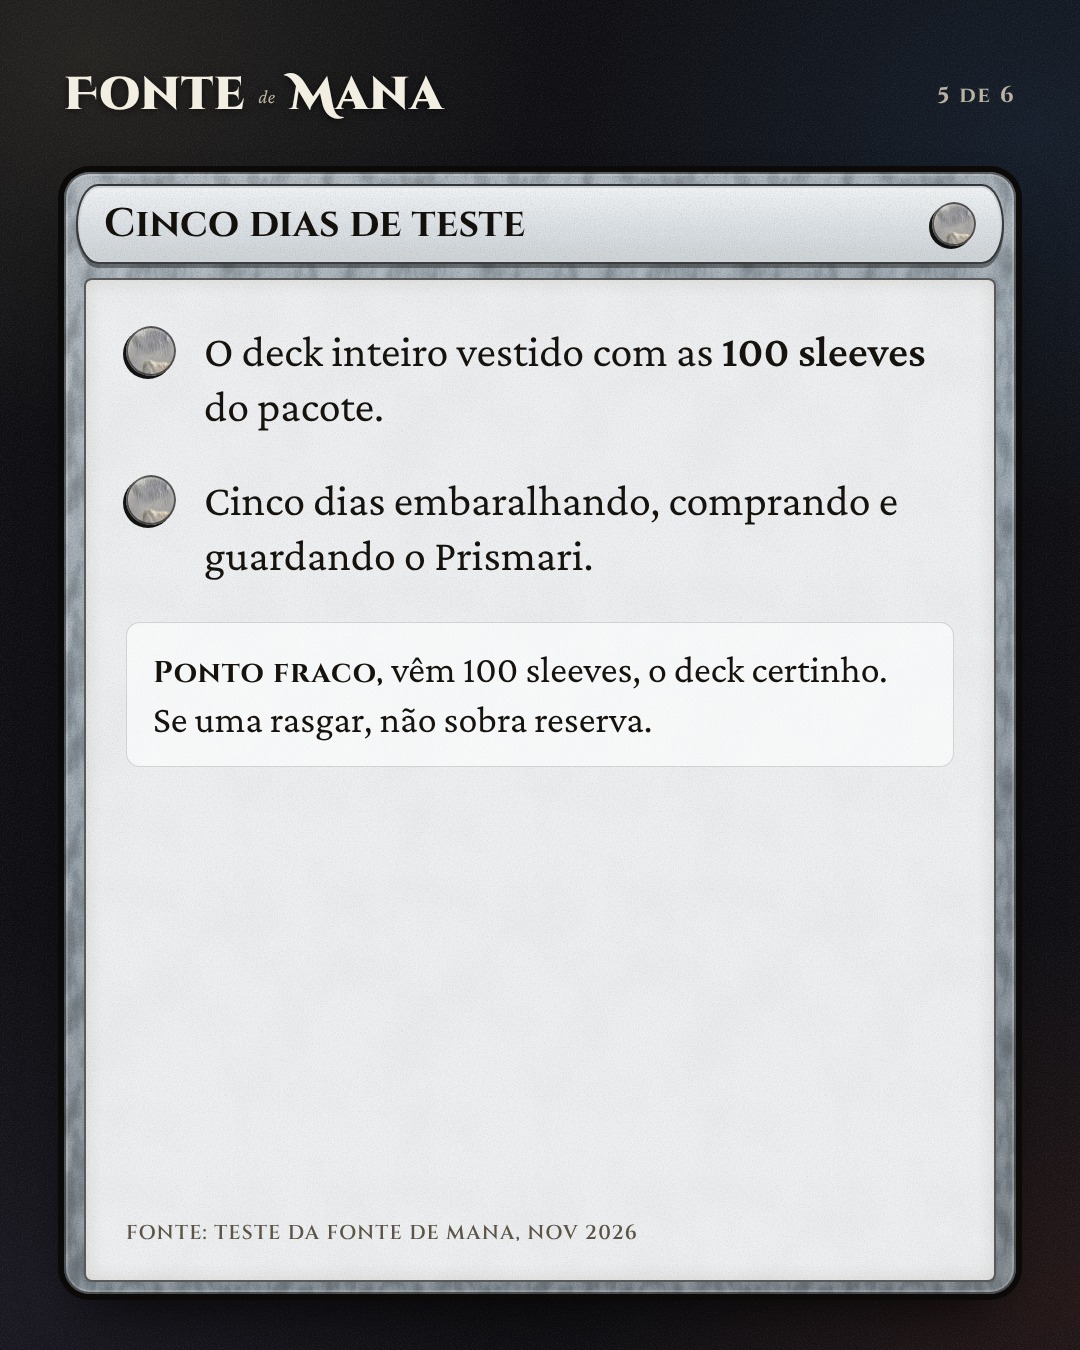 Fonte de Mana
5 de 6
Cinco dias de teste
O deck inteiro vestido com as 100 sleeves
do pacote.
Cinco dias embaralhando, comprando e
guardando o Prismari.
Ponto fraco, vêm 100 sleeves, o deck certinho.
Se uma rasgar, não sobra reserva.
FONTE: TESTE DA FONTE DE MANA, NOV 2026